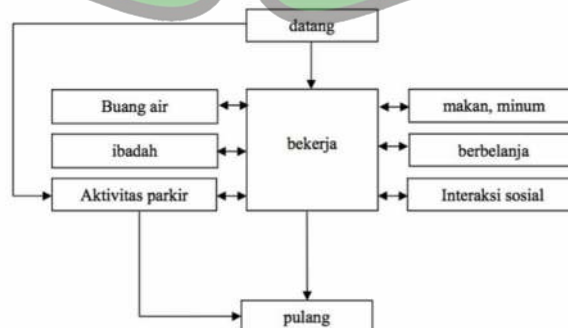 datang
Buang air
bekerja
makan, minum
ibadah
berbelanja
Aktivitas parkir
Interaksi sosial
pulang